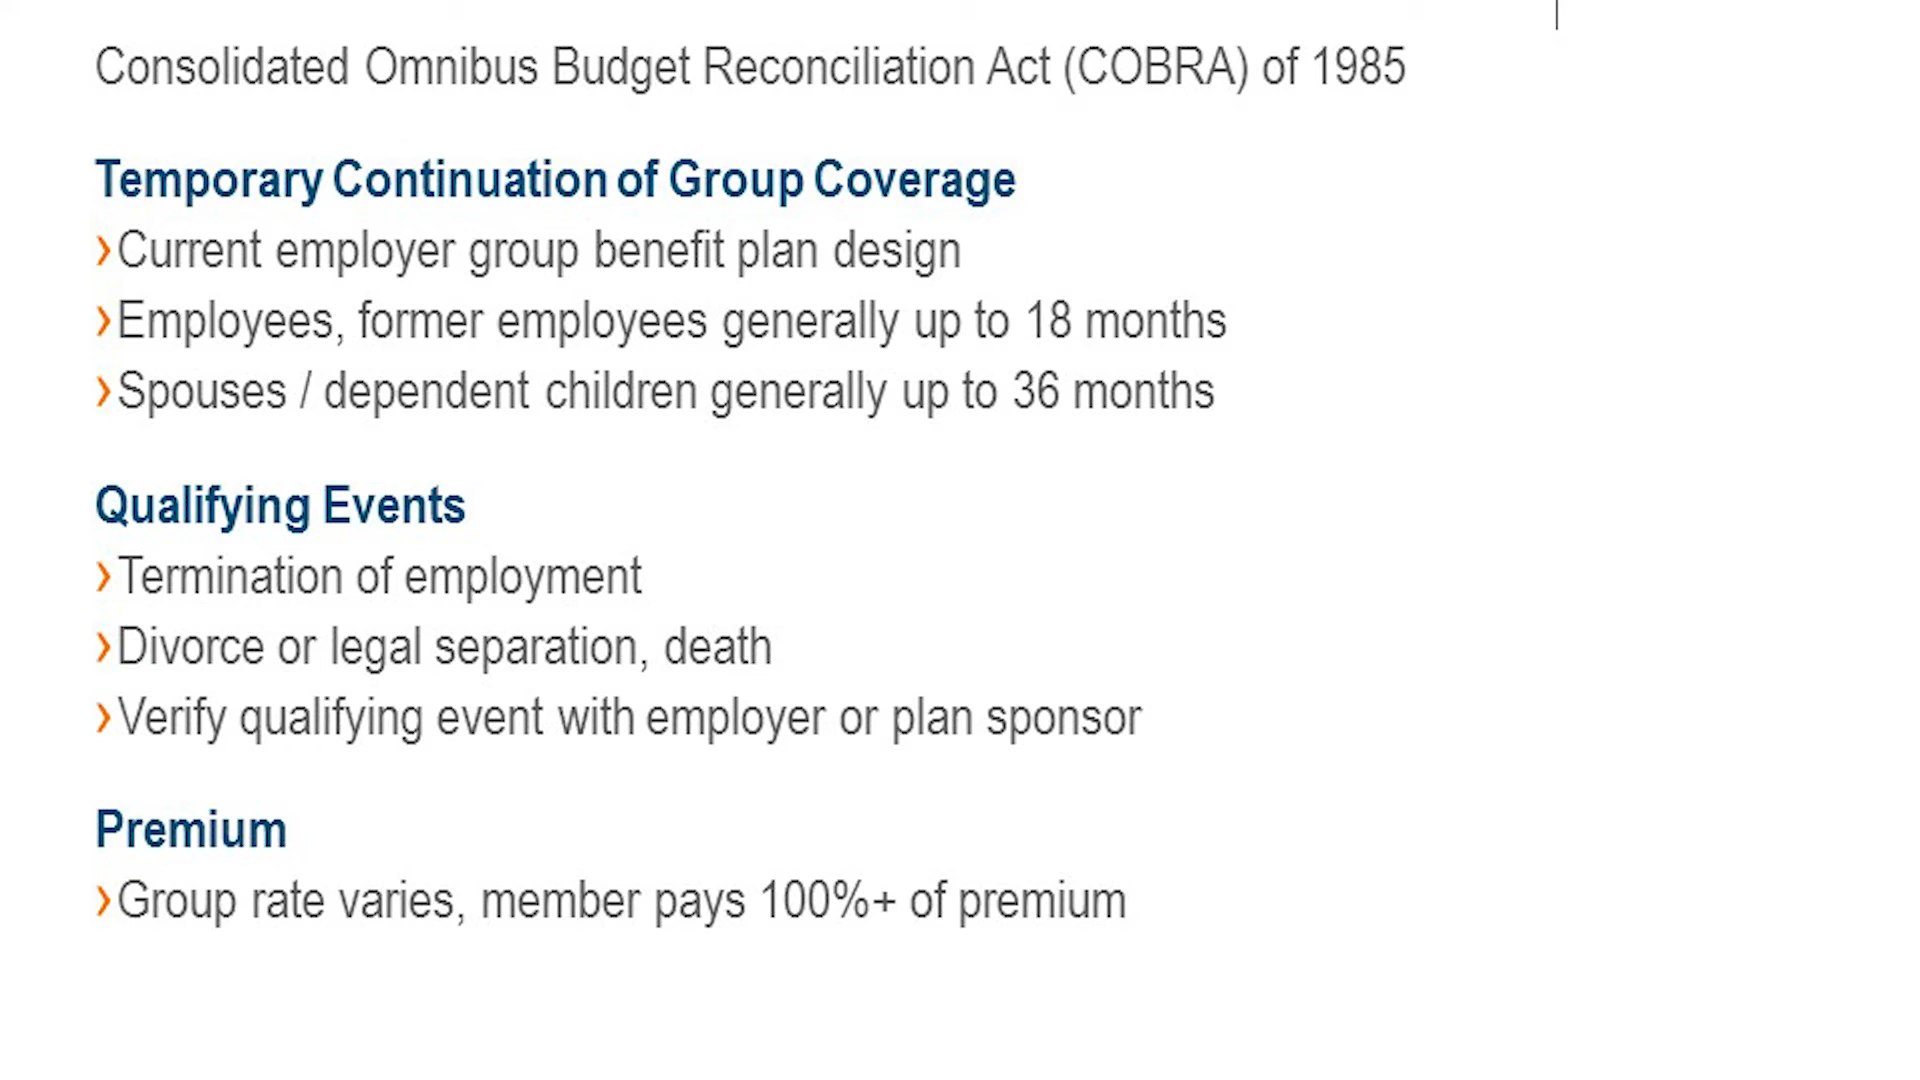 Consolidated Omnibus Budget Reconciliation Act (COBRA) of 1985
Temporary Continuation of Group Coverage
›Current employer group benefit plan design
›Employees, former employees generally up to 18 months
›Spouses / dependent children generally up to 36 months
Qualifying Events
›Termination of employment
›Divorce or legal separation, death
›Verify qualifying event with employer or plan sponsor
Premium
›Group rate varies, member pays 100%+ of premium